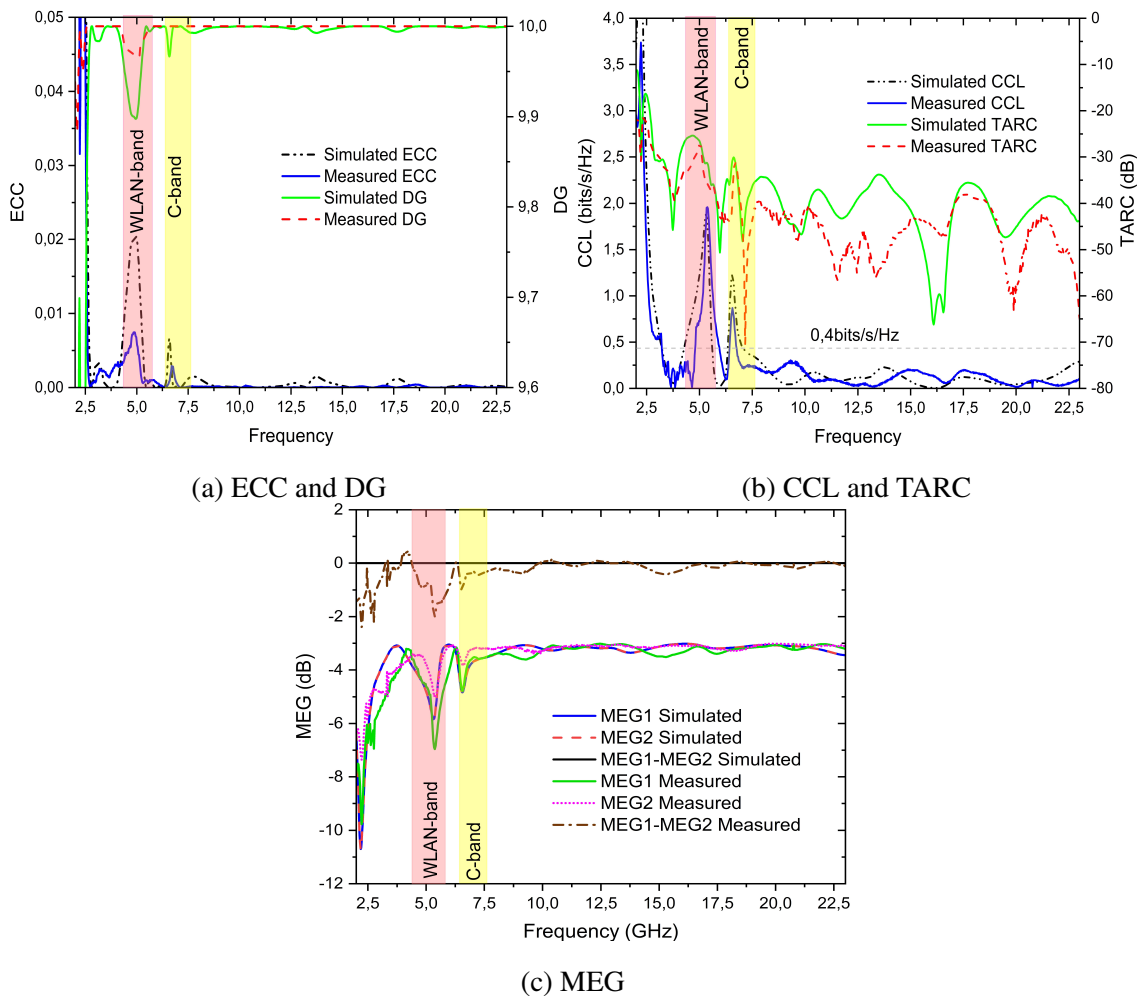 0,05
0,04
0,03
0,02
0,01
0,00
ECC
10,0
9,9
9,8
9,7
9,6
DG
2,5 5,0 7,5 10,0 12,5 15,0 17,5 20,0 22,5
Frequency
WLAN-band
C-band
Simulated ECC
Measured ECC
Simulated DG
Measured DG
(a) ECC and DG
4,0
3,5
3,0
2,5
2,0
1,5
1,0
0,5
0,0
CCL (bits/s/Hz)
0
-10
-20
-30
-40
-50
-60
-70
-80
TARC (dB)
2,5 5,0 7,5 10,0 12,5 15,0 17,5 20,0 22,5
Frequency
WLAN-band
C-band
Simulated CCL
Measured CCL
Simulated TARC
Measured TARC
0,4bits/s/Hz
(b) CCL and TARC
2
0
-2
-4
-6
-8
-10
-12
MEG (dB)
2,5 5,0 7,5 10,0 12,5 15,0 17,5 20,0 22,5
Frequency (GHz)
WLAN-band
C-band
MEG1 Simulated
MEG2 Simulated
MEG1-MEG2 Simulated
MEG1 Measured
MEG2 Measured
MEG1-MEG2 Measured
(c) MEG